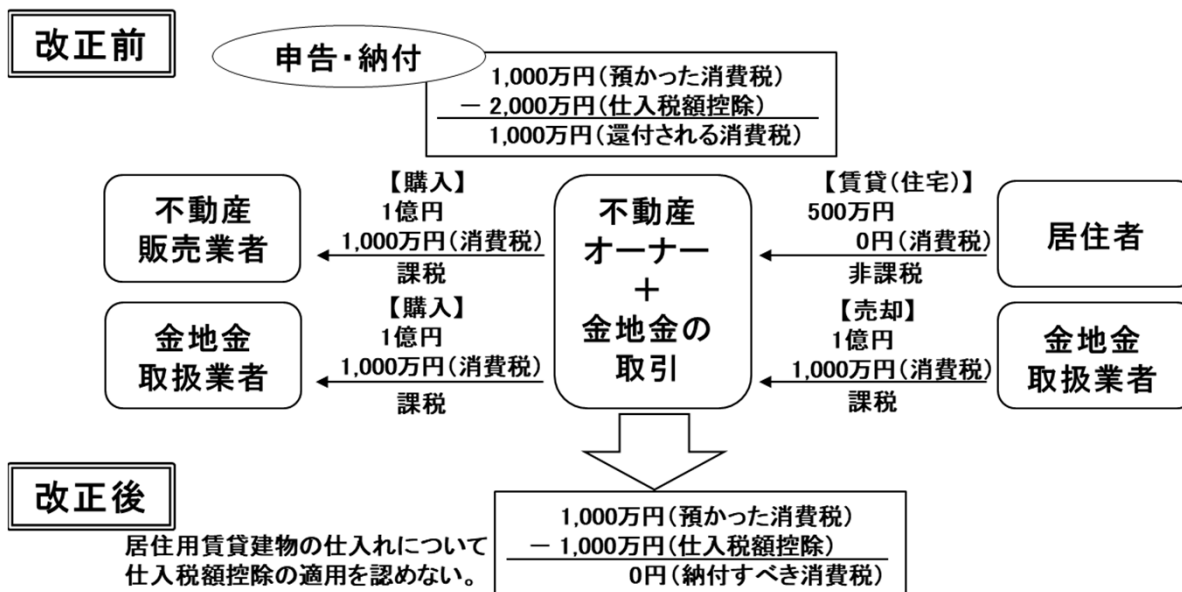 改正前
申告・納付
1,000万円(預かった消費税)
− 2,000万円(仕入税額控除)
1,000万円(還付される消費税)
不動産
販売業者
【購入】
1億円
1,000万円(消費税)
課税
不動産
オーナー
+
金地金の
取引
【賃貸(住宅)】
500万円
0円(消費税)
非課税
居住者
金地金
取扱業者
【購入】
1億円
1,000万円(消費税)
課税
【売却】
1億円
1,000万円(消費税)
課税
金地金
取扱業者
改正後
居住用賃貸建物の仕入れについて
仕入税額控除の適用を認めない。
1,000万円(預かった消費税)
− 1,000万円(仕入税額控除)
0円(納付すべき消費税)